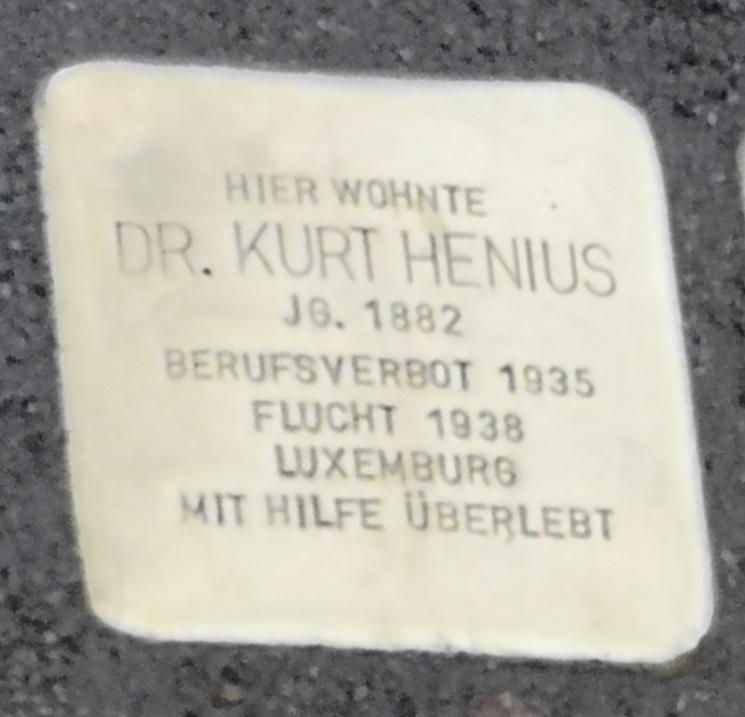 HIER WOHNTE
DR. KURT HENIUS
JG. 1882
BERUFSVERBOT 1935
FLUCHT 1938
LUXEMBURG
MIT HILFE ÜBERLEBT